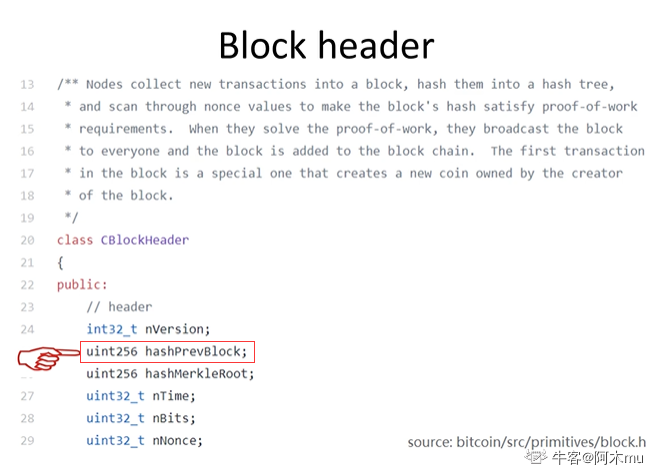 Block header
13 /** Nodes collect new transactions into a block, hash them into a hash tree,
14 * and scan through nonce values to make the block's hash satisfy proof-of-work
15 * requirements. When they solve the proof-of-work, they broadcast the block
16 * to everyone and the block is added to the block chain. The first transaction
17 * in the block is a special one that creates a new coin owned by the creator
18 * of the block.
19 */
20 class CBlockHeader
21 {
22 public:
23 // header
24 int32_t nVersion;
uint256 hashPrevBlock;
uint256 hashMerkleRoot;
27 uint32_t nTime;
28 uint32_t nBits;
29 uint32_t nNonce;
source: bitcoin/src/primitives/block.h
牛客@阿木mu